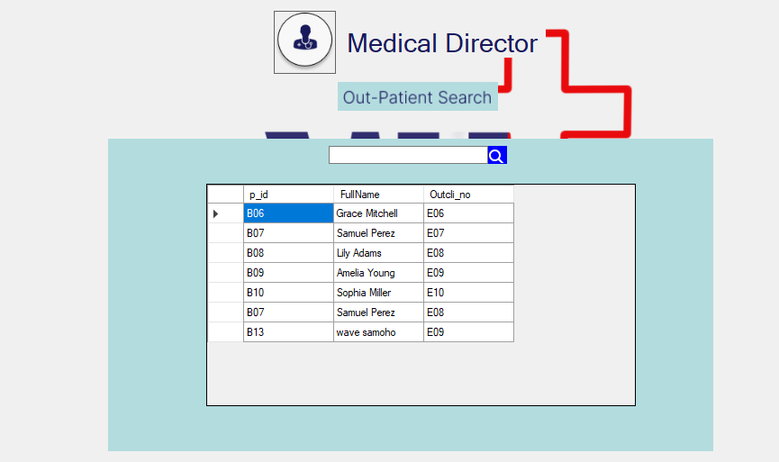 Medical Director
Out-Patient Search
p_id FullName Outcli_no
B06 Grace Mitchell E06
B07 Samuel Perez E07
B08 Lily Adams E08
B09 Amelia Young E09
B10 Sophia Miller E10
B07 Samuel Perez E08
B13 wave samoho E09